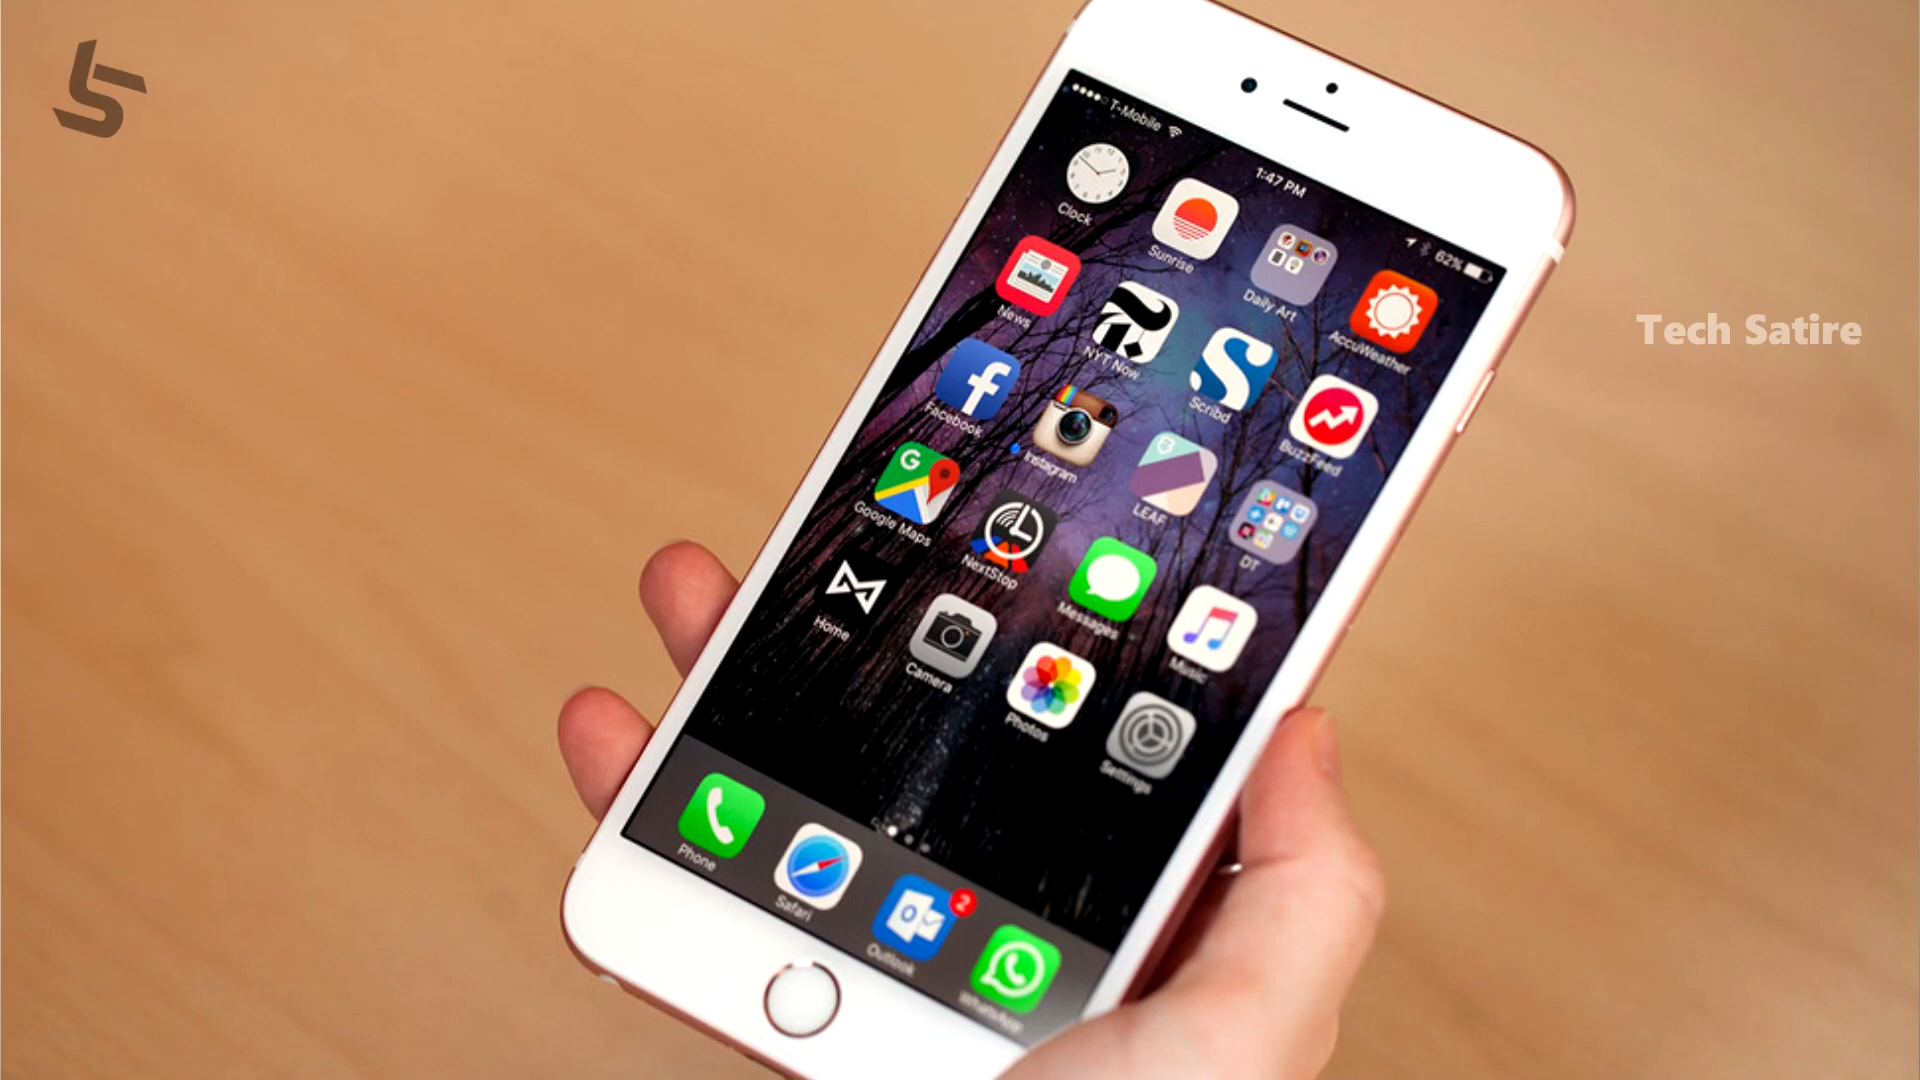 T-Mobile
1:47 PM
62%
Clock
Sunrise
Daily Art
AccuWeather
News
NYT Now
Scribd
BuzzFeed
Facebook
Instagram
LEAF
DT
Google Maps
NextStop
Messages
Music
Home
Camera
Photos
Settings
Phone
Safari
Outlook
2
WhatsApp
Tech Satire